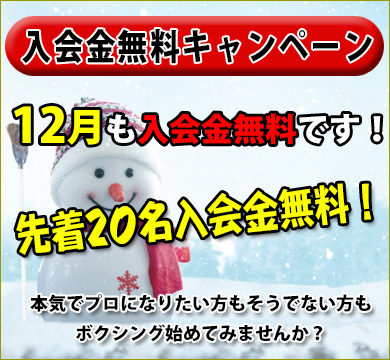 入会金無料キャンペーン
12月も入会金無料です！
先着20名入会金無料！
本気でプロになりたい方もそうでない方も
ボクシング始めてみませんか？